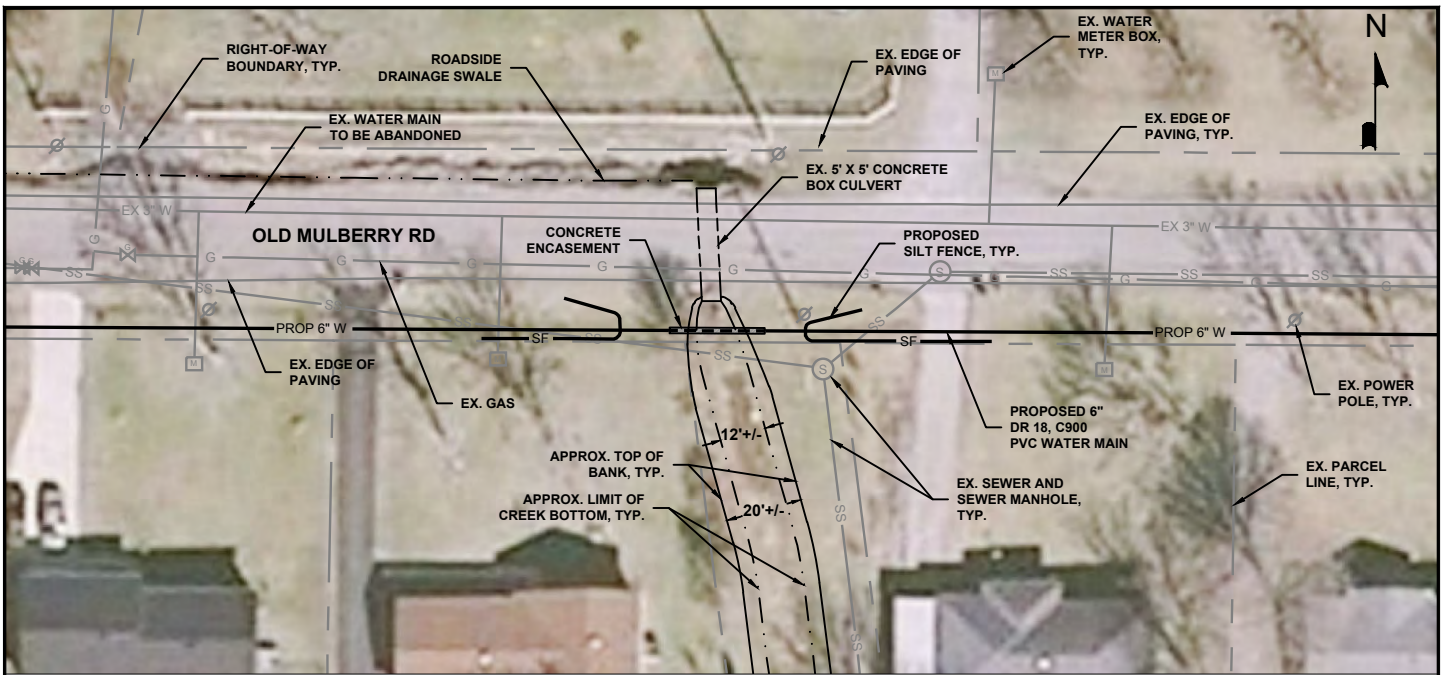 EX. WATER
METER BOX,
TYP.
N
RIGHT-OF-WAY
BOUNDARY, TYP.
ROADSIDE
DRAINAGE SWALE
EX. EDGE OF
PAVING
M
G
EX. WATER MAIN
TO BE ABANDONED
EX. EDGE OF
PAVING, TYP.
EX. 5' X 5' CONCRETE
BOX CULVERT
EX 3" W
EX 3" W
OLD MULBERRY RD
CONCRETE
ENCASEMENT
PROPOSED
SILT FENCE, TYP.
G
G
G
G
G
G
G
G
G
G
SS
SS
SS
SS
S
SS
SS
SS
SS
SS
SS
PROP 6" W
SF
SF
PROP 6" W
M
M
S
EX. EDGE OF
PAVING
EX. GAS
EX. POWER
POLE, TYP.
PROPOSED 6"
DR 18, C900
PVC WATER MAIN
12'+/-
APPROX. TOP OF
BANK, TYP.
20'+/-
APPROX. LIMIT OF
CREEK BOTTOM, TYP.
EX. SEWER AND
SEWER MANHOLE,
TYP.
EX. PARCEL
LINE, TYP.
SS
SS